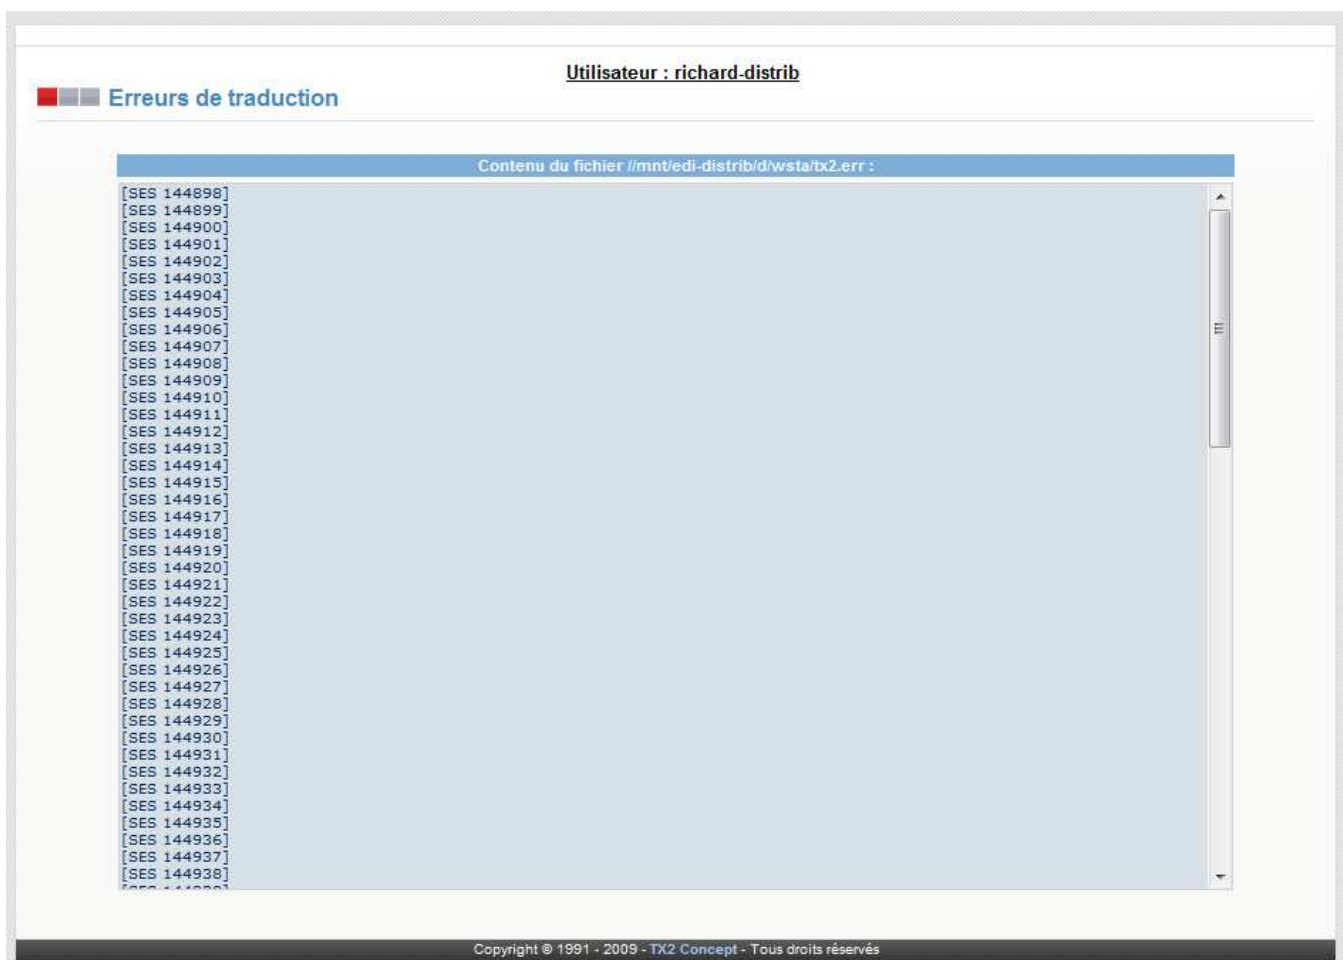 Utilisateur : richard-distrib
Erreurs de traduction
Contenu du fichier //mnt/edi-distrib/d/wsta/tx2.err :
[SES 144898]
[SES 144899]
[SES 144900]
[SES 144901]
[SES 144902]
[SES 144903]
[SES 144904]
[SES 144905]
[SES 144906]
[SES 144907]
[SES 144908]
[SES 144909]
[SES 144910]
[SES 144911]
[SES 144912]
[SES 144913]
[SES 144914]
[SES 144915]
[SES 144916]
[SES 144917]
[SES 144918]
[SES 144919]
[SES 144920]
[SES 144921]
[SES 144922]
[SES 144923]
[SES 144924]
[SES 144925]
[SES 144926]
[SES 144927]
[SES 144928]
[SES 144929]
[SES 144930]
[SES 144931]
[SES 144932]
[SES 144933]
[SES 144934]
[SES 144935]
[SES 144936]
[SES 144937]
[SES 144938]
Copyright © 1991 - 2009 - TX2 Concept - Tous droits réservés